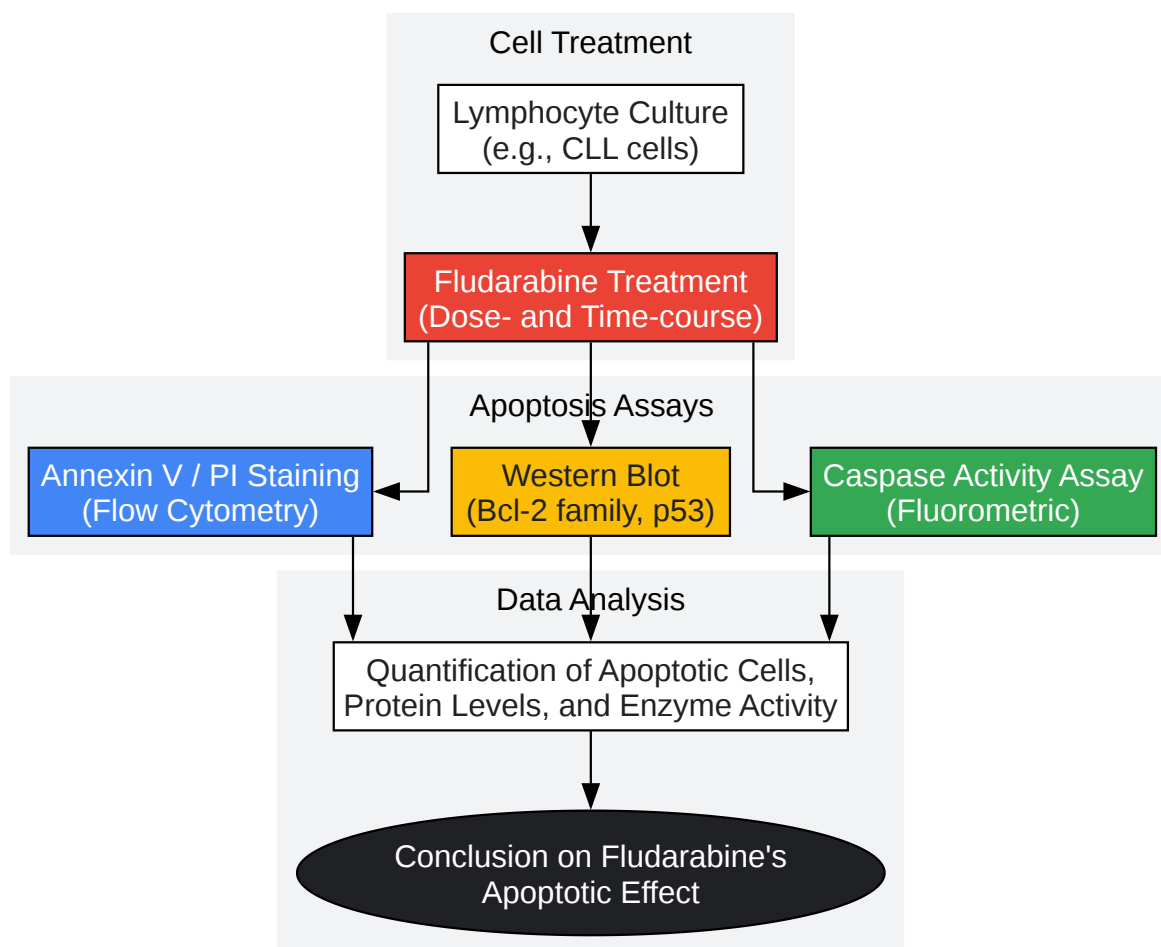 Cell Treatment
Lymphocyte Culture
(e.g., CLL cells)
Fludarabine Treatment
(Dose- and Time-course)
Apoptosis Assays
Annexin V / PI Staining
(Flow Cytometry)
Western Blot
(Bcl-2 family, p53)
Caspase Activity Assay
(Fluorometric)
Data Analysis
Quantification of Apoptotic Cells,
Protein Levels, and Enzyme Activity
Conclusion on Fludarabine's
Apoptotic Effect